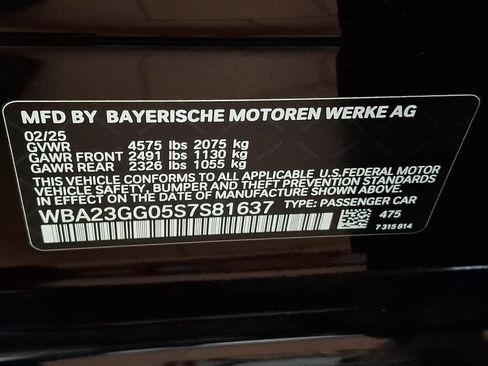 MFD BY BAYERISCHE MOTOREN WERKE AG
02/25
GVWR 4575 lbs 2075 kg
GAWR FRONT 2491 lbs 1130 kg
GAWR REAR 2326 lbs 1055 kg
THIS VEHICLE CONFORMS TO ALL APPLICABLE U.S.FEDERAL MOTOR
VEHICLE SAFETY, BUMPER AND THEFT PREVENTION STANDARDS
IN EFFECT ON THE DATE OF MANUFACTURE SHOWN ABOVE.
WBA23GG05S7S81637 TYPE: PASSENGER CAR
475
7 315 814